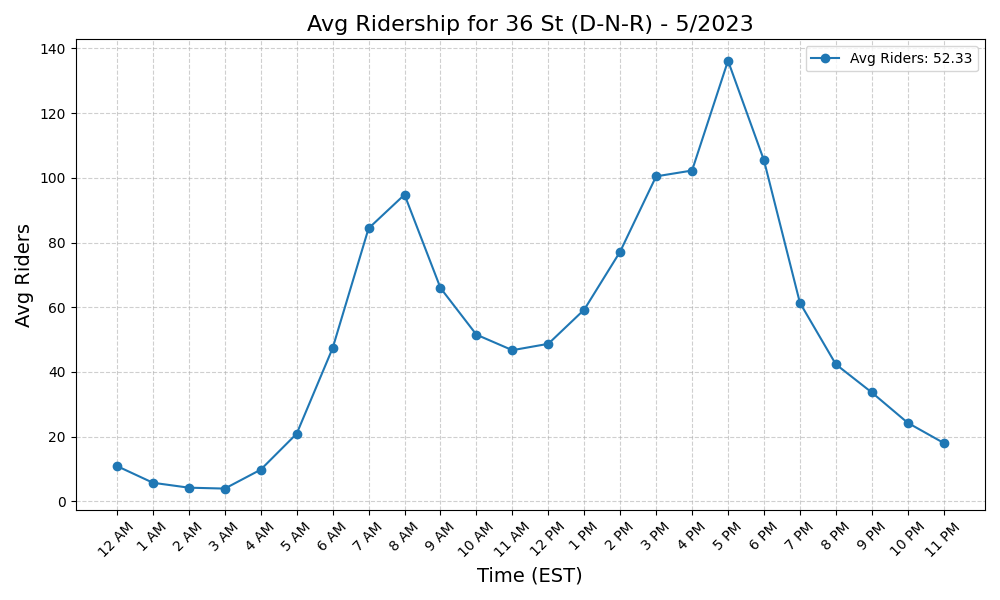 Avg Ridership for 36 St (D-N-R) - 5/2023
Avg Riders: 52.33
Avg Riders
140
120
100
80
60
40
20
0
12 AM
1 AM
2 AM
3 AM
4 AM
5 AM
6 AM
7 AM
8 AM
9 AM
10 AM
11 AM
12 PM
1 PM
2 PM
3 PM
4 PM
5 PM
6 PM
7 PM
8 PM
9 PM
10 PM
11 PM
Time (EST)